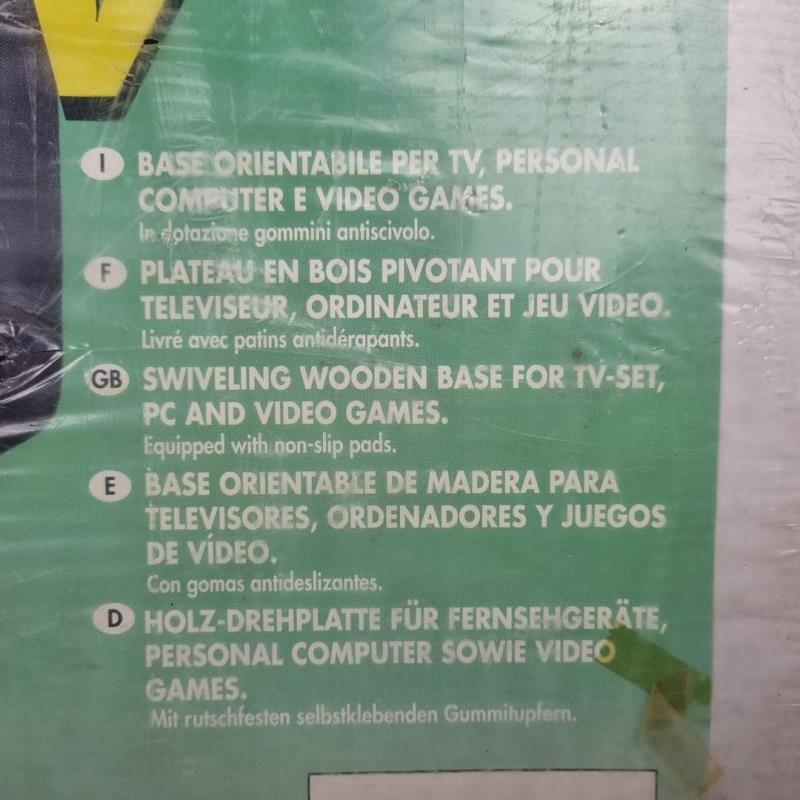 I BASE ORIENTABILE PER TV, PERSONAL
COMPUTER E VIDEO GAMES.
In dotazione gommini antiscivolo.
F PLATEAU EN BOIS PIVOTANT POUR
TELEVISEUR, ORDINATEUR ET JEU VIDEO.
Livré avec patins antidérapants.
GB SWIVELING WOODEN BASE FOR TV-SET,
PC AND VIDEO GAMES.
Equipped with non-slip pads.
E BASE ORIENTABLE DE MADERA PARA
TELEVISORES, ORDENADORES Y JUEGOS
DE VÍDEO.
Con gomas antideslizantes.
D HOLZ-DREHPLATTE FÜR FERNSEHGERÄTE,
PERSONAL COMPUTER SOWIE VIDEO
GAMES.
Mit rutschfesten selbstklebenden Gummitupfern.